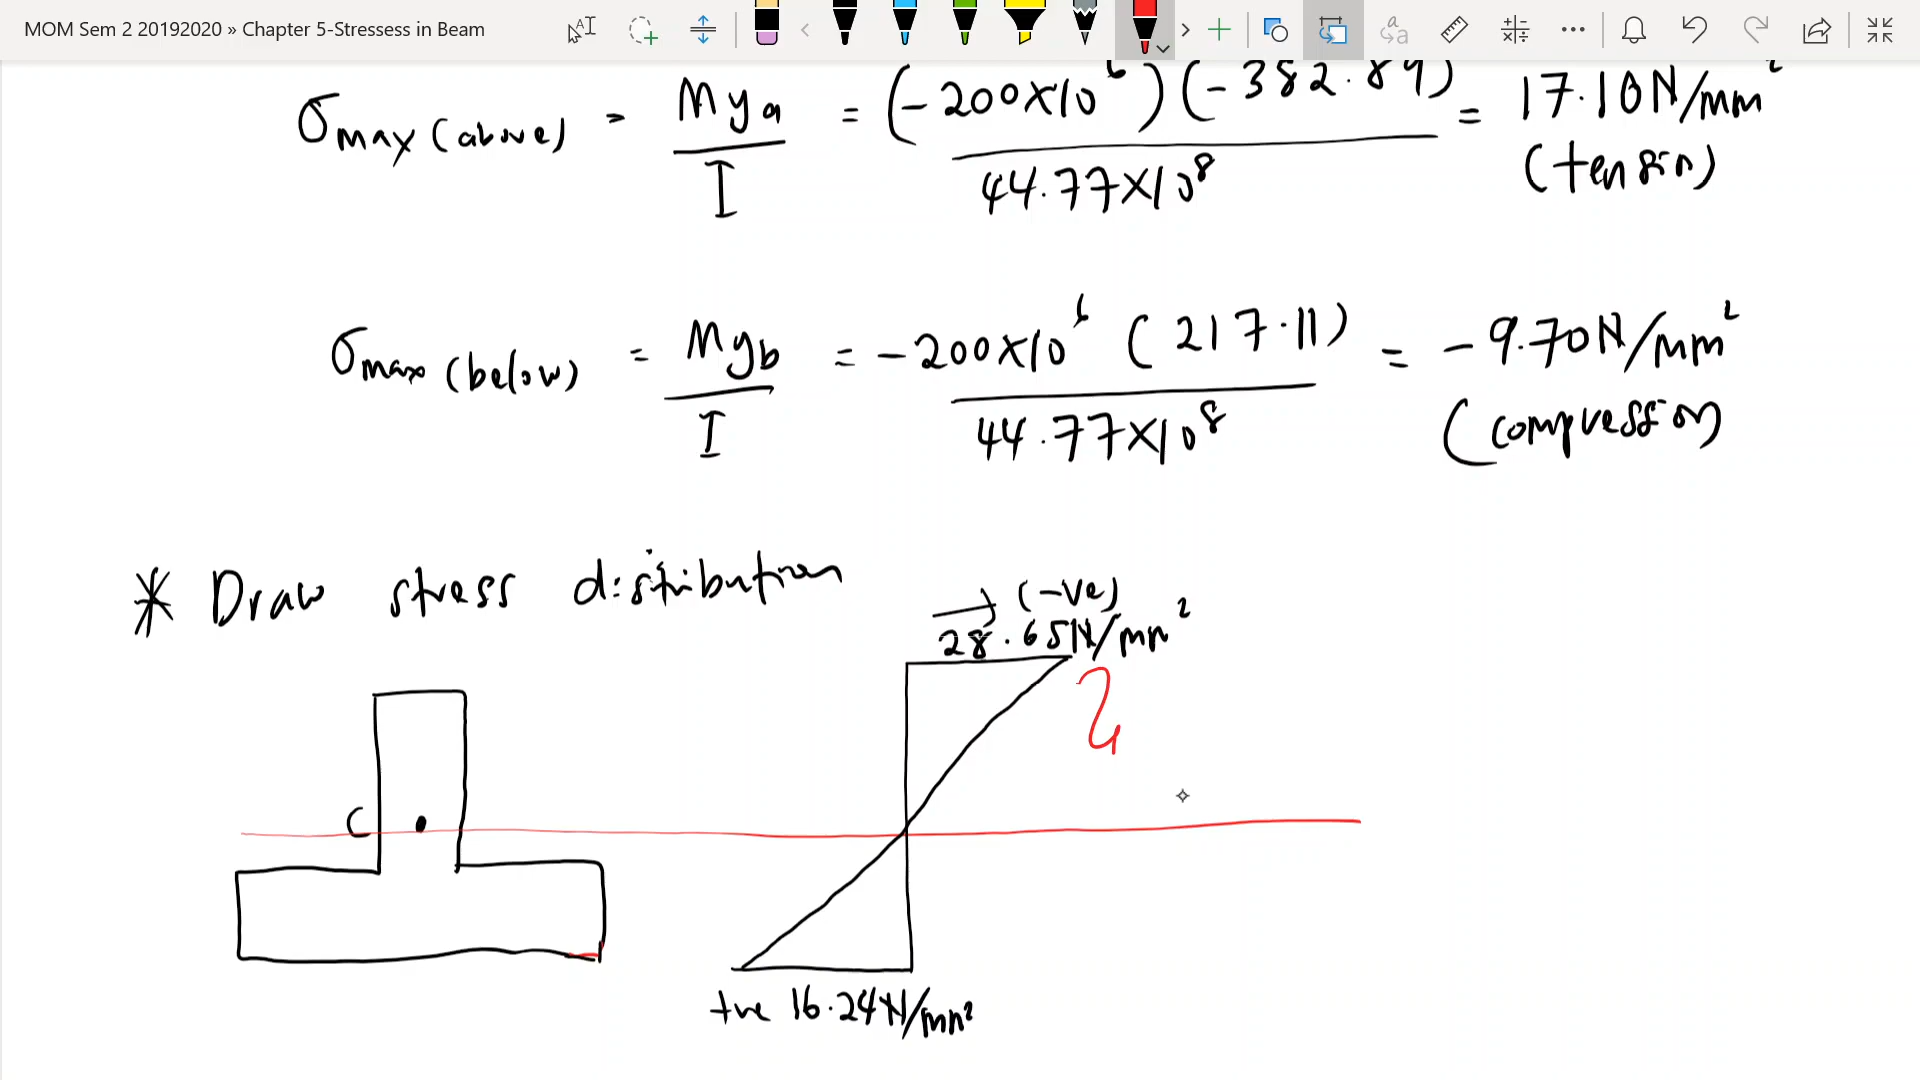 MOM Sem 2 20192020 » Chapter 5-Stressess in Beam
σmax (above) = Mya / I = (-200x10^6)(-382.89) / 44.77x10^8 = 17.10N/mm²
(tension)
σmax (below) = Myb / I = -200x10^6 (217.11) / 44.77x10^8 = -9.70N/mm²
(compression)
* Draw stress distribution
→ (-ve)
28.65N/mm²
C
+ve 16.24N/mm²